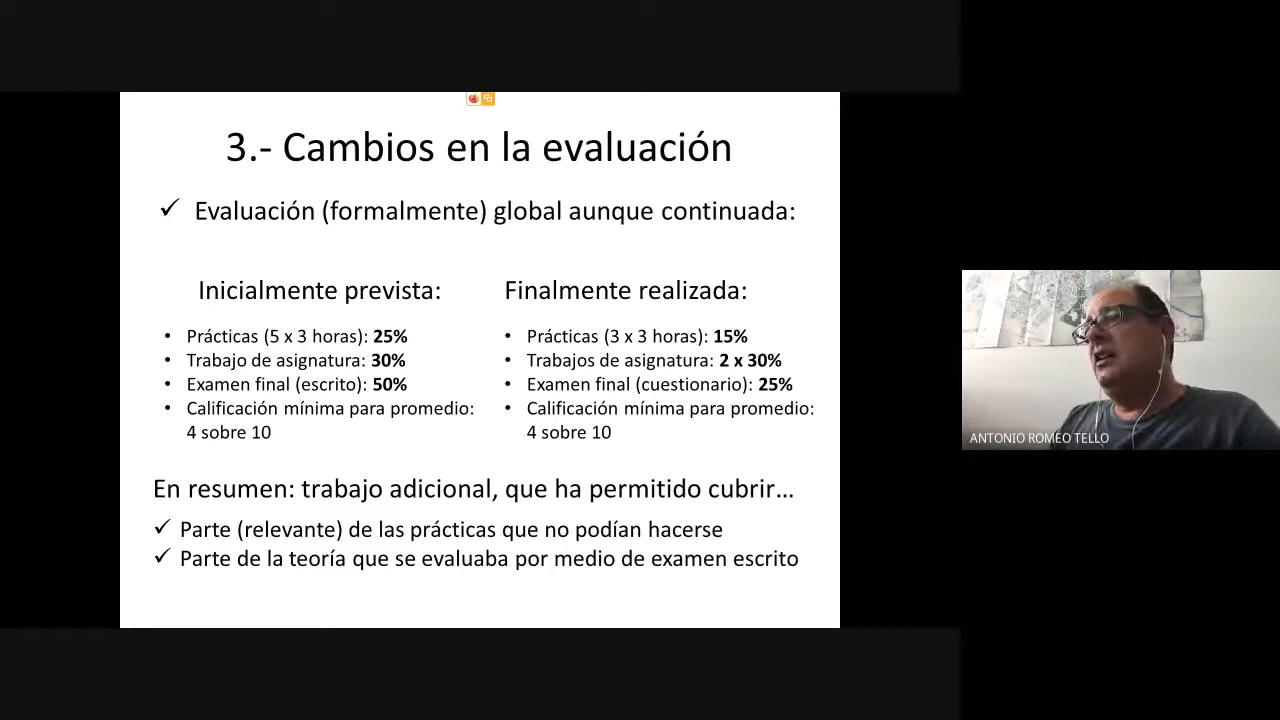 3.- Cambios en la evaluación
✓ Evaluación (formalmente) global aunque continuada:
Inicialmente prevista:
• Prácticas (5 x 3 horas): 25%
• Trabajo de asignatura: 30%
• Examen final (escrito): 50%
• Calificación mínima para promedio:
4 sobre 10
Finalmente realizada:
• Prácticas (3 x 3 horas): 15%
• Trabajos de asignatura: 2 x 30%
• Examen final (cuestionario): 25%
• Calificación mínima para promedio:
4 sobre 10
En resumen: trabajo adicional, que ha permitido cubrir…
✓ Parte (relevante) de las prácticas que no podían hacerse
✓ Parte de la teoría que se evaluaba por medio de examen escrito
ANTONIO ROMEO TELLO